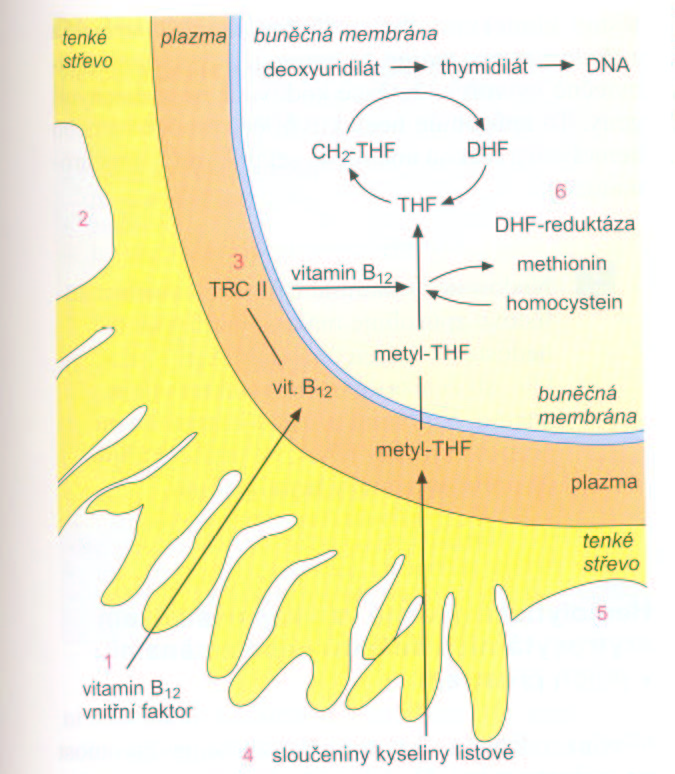 tenké
střevo
plazma
buněčná membrána
deoxyuridilát → thymidilát → DNA
CH₂-THF
DHF
THF
6
DHF-reduktáza
2
3
TRC II
vitamin B₁₂
methionin
homocystein
metyl-THF
vit. B₁₂
buněčná
membrána
metyl-THF
plazma
tenké
střevo
5
1
vitamin B₁₂
vnitřní faktor
4 sloučeniny kyseliny listové